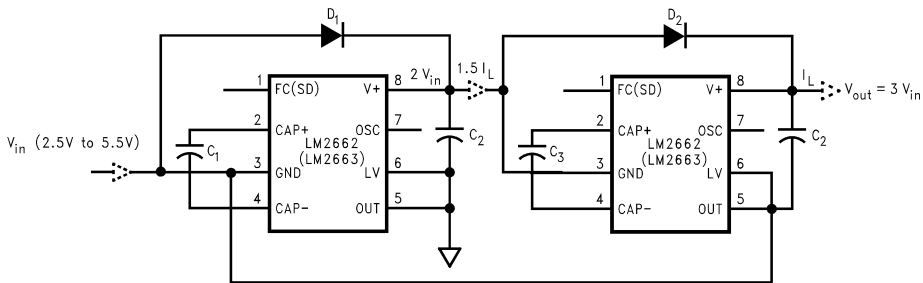 D1
D2
2 Vin
1.5 IL
IL
Vout = 3 Vin
Vin (2.5V to 5.5V)
1
FC(SD)
V+
8
2
CAP+
OSC
7
LM2662
(LM2663)
3
GND
LV
6
4
CAP-
OUT
5
C1
C2
1
FC(SD)
V+
8
2
CAP+
OSC
7
LM2662
(LM2663)
3
GND
LV
6
4
CAP-
OUT
5
C3
C2